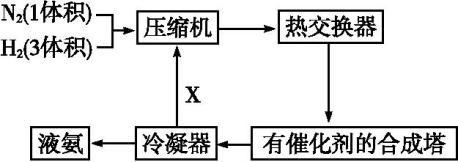 N₂(1体积)
H₂(3体积)
压缩机
热交换器
X
液氨
冷凝器
有催化剂的合成塔